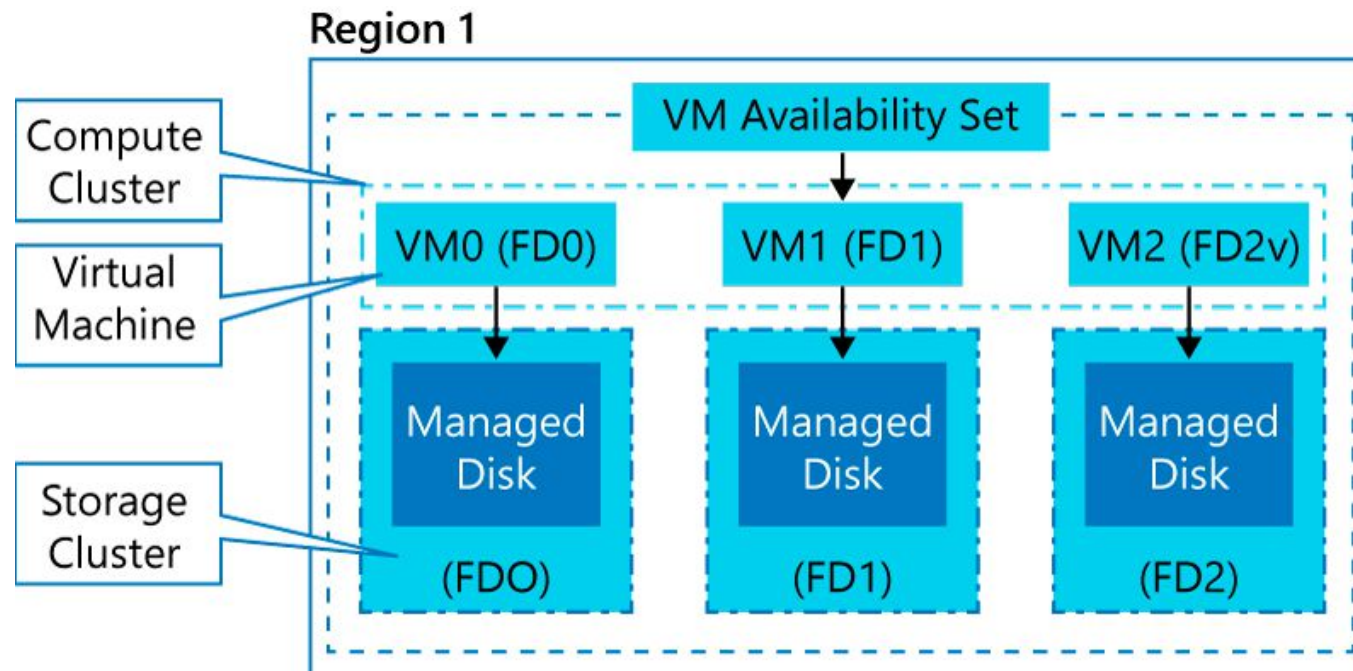 Region 1
VM Availability Set
Compute
Cluster
VM0 (FD0)
VM1 (FD1)
VM2 (FD2v)
Virtual
Machine
Managed
Disk
Managed
Disk
Managed
Disk
Storage
Cluster
(FDO)
(FD1)
(FD2)